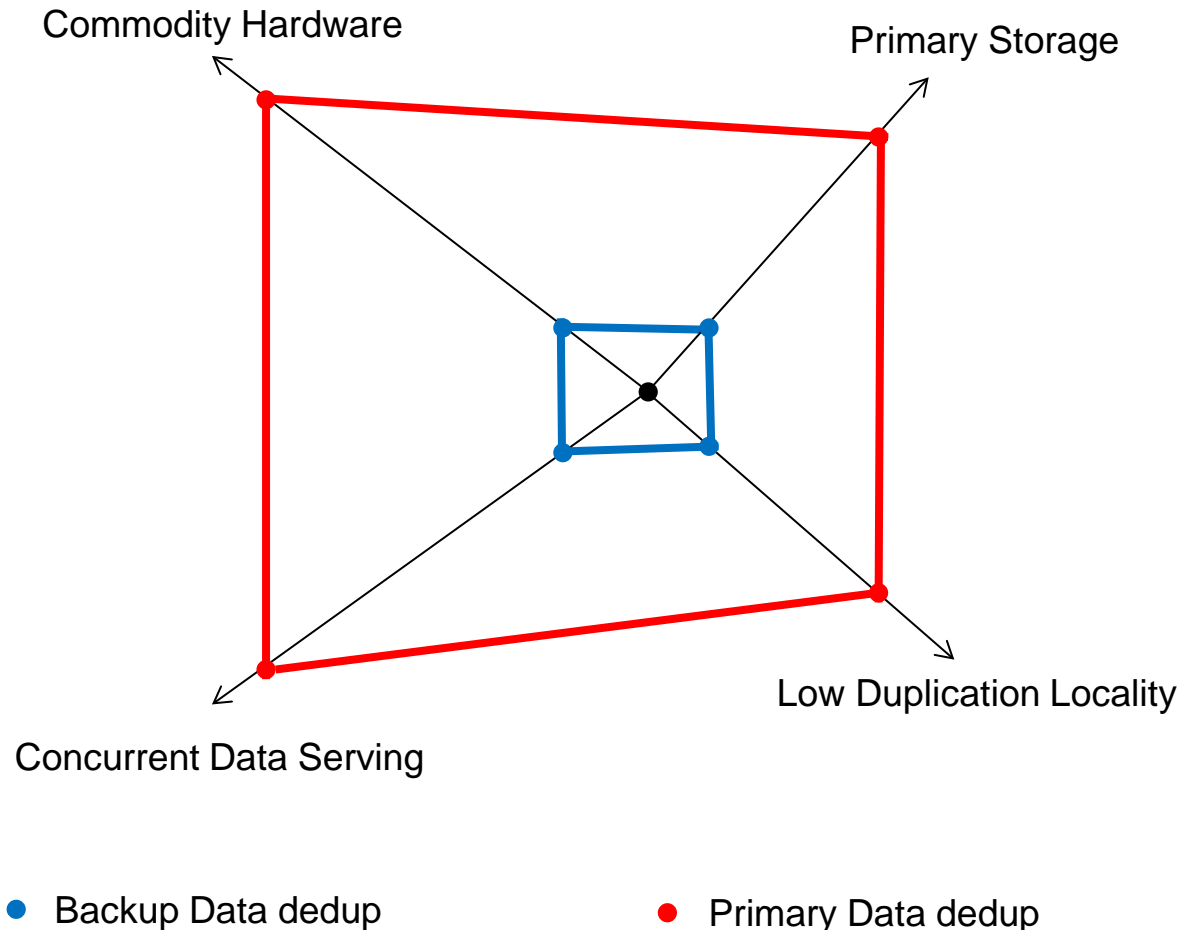 Commodity Hardware
Primary Storage
Low Duplication Locality
Concurrent Data Serving
Backup Data dedup
Primary Data dedup